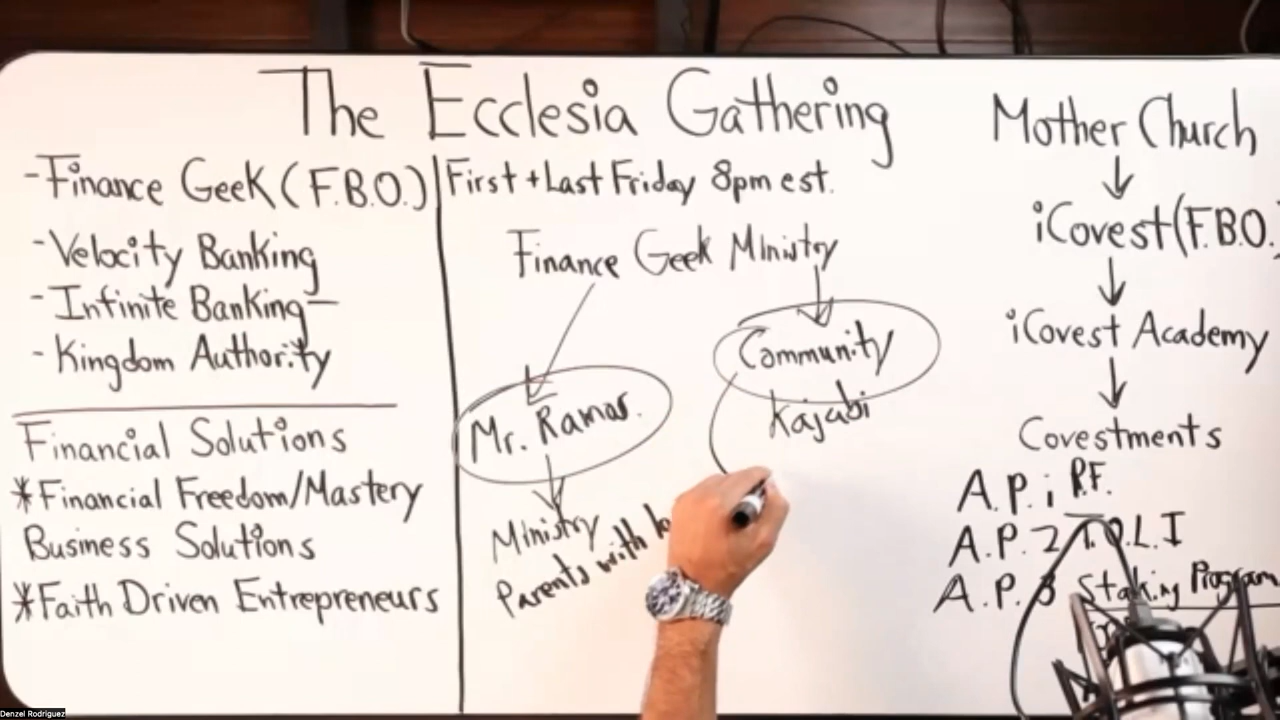 The Ecclesia Gathering
- Finance Geek (F.B.O.)
- Velocity Banking
- Infinite Banking -
- Kingdom Authority
Financial Solutions
* Financial Freedom/Mastery
Business Solutions
* Faith Driven Entrepreneurs
First + Last Friday 8pm est.
Finance Geek Ministry
Mr. Ramos.
Ministry
Parents with
Community
Kajabi
Mother Church
iCovest (F.B.O.
iCovest Academy
Covestments
A.P. 1 P.F.
A.P. 2 T.O.L.I
A.P. 3 Staking Program
Denzel Rodriguez